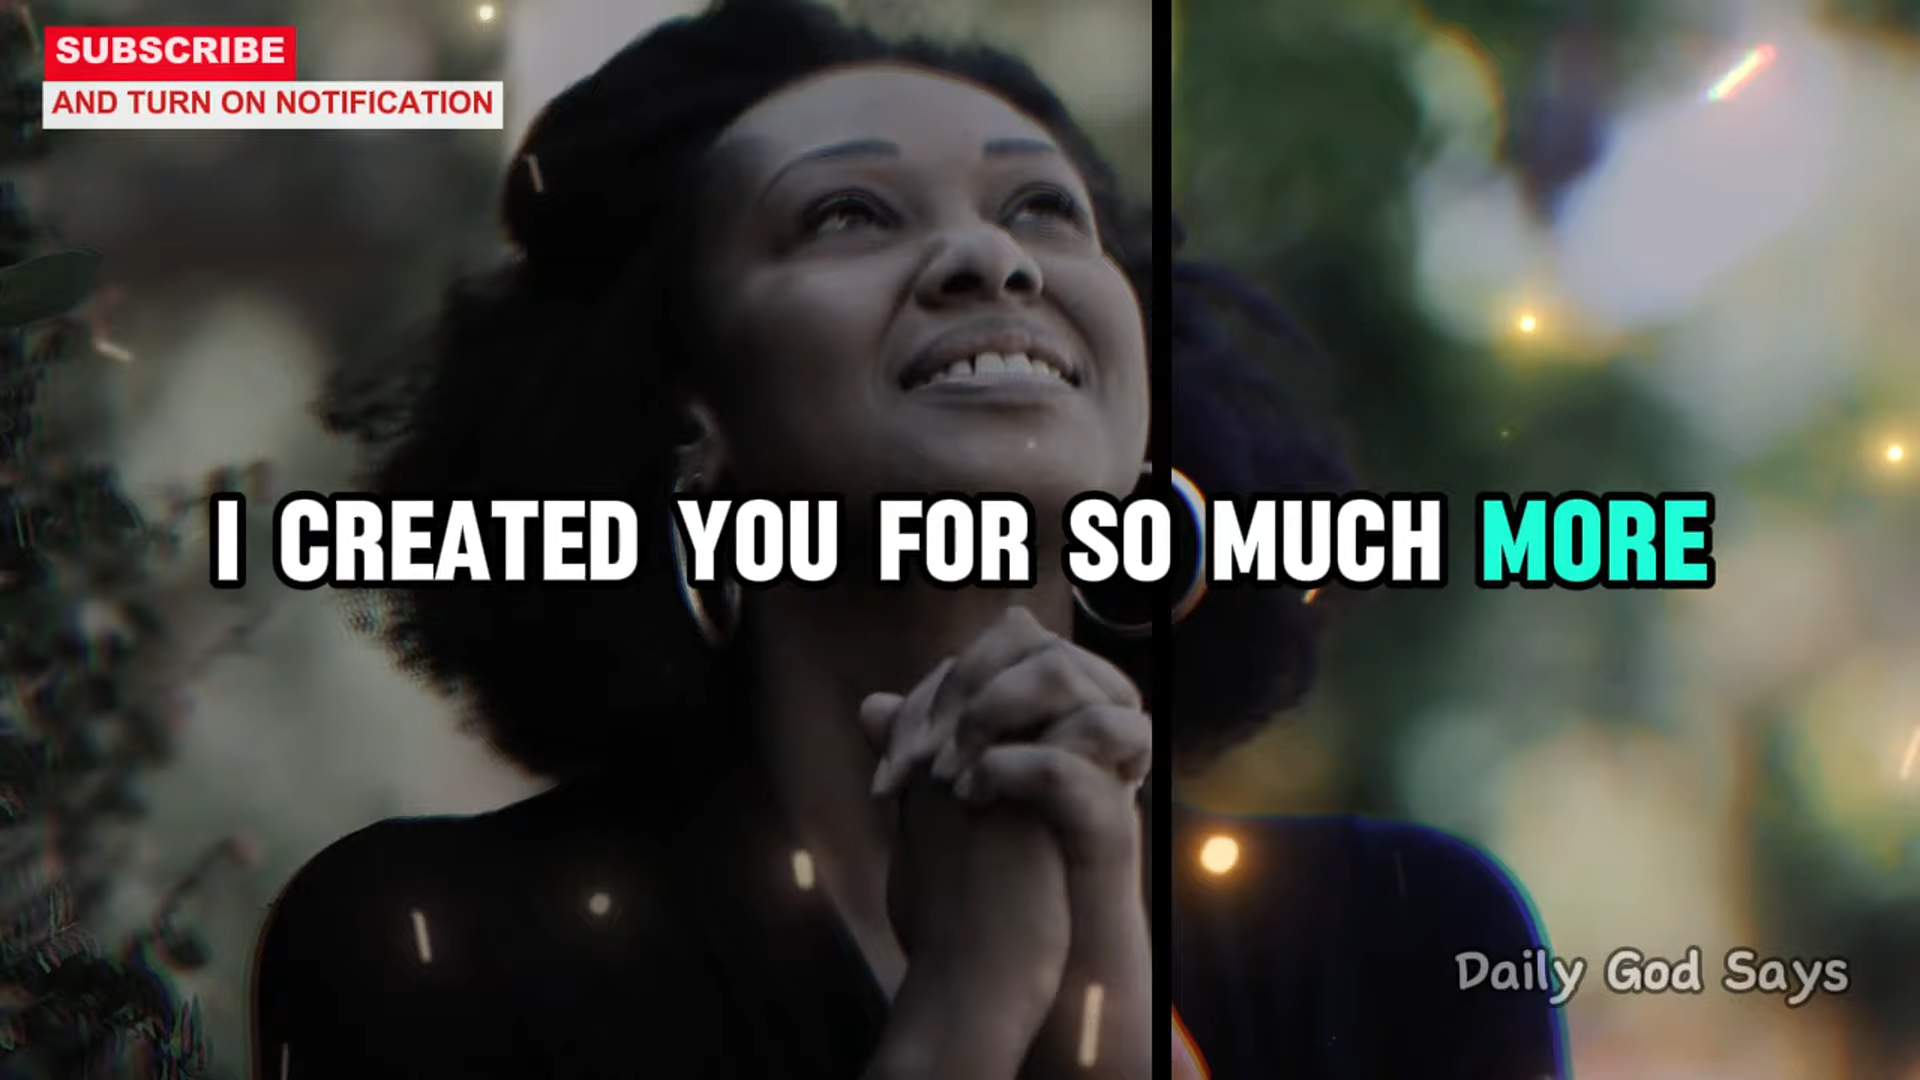 SUBSCRIBE
AND TURN ON NOTIFICATION
I CREATED YOU FOR SO MUCH MORE
Daily God Says